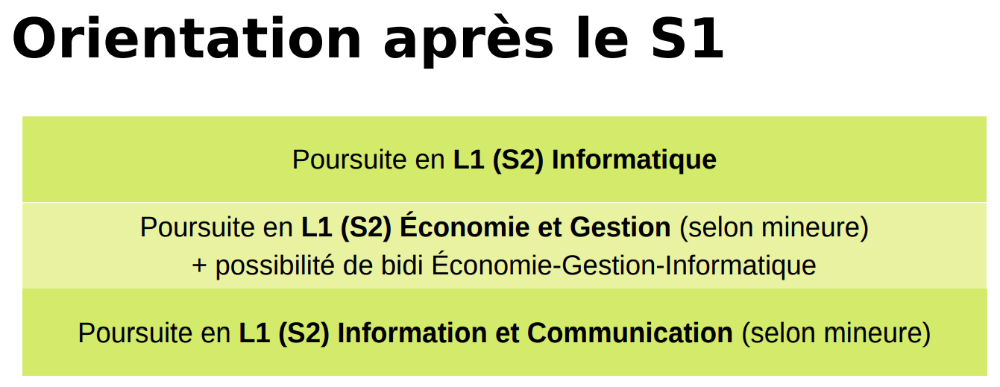 Orientation après le S1
Poursuite en L1 (S2) Informatique
Poursuite en L1 (S2) Économie et Gestion (selon mineure)
+ possibilité de bidi Économie-Gestion-Informatique
Poursuite en L1 (S2) Information et Communication (selon mineure)